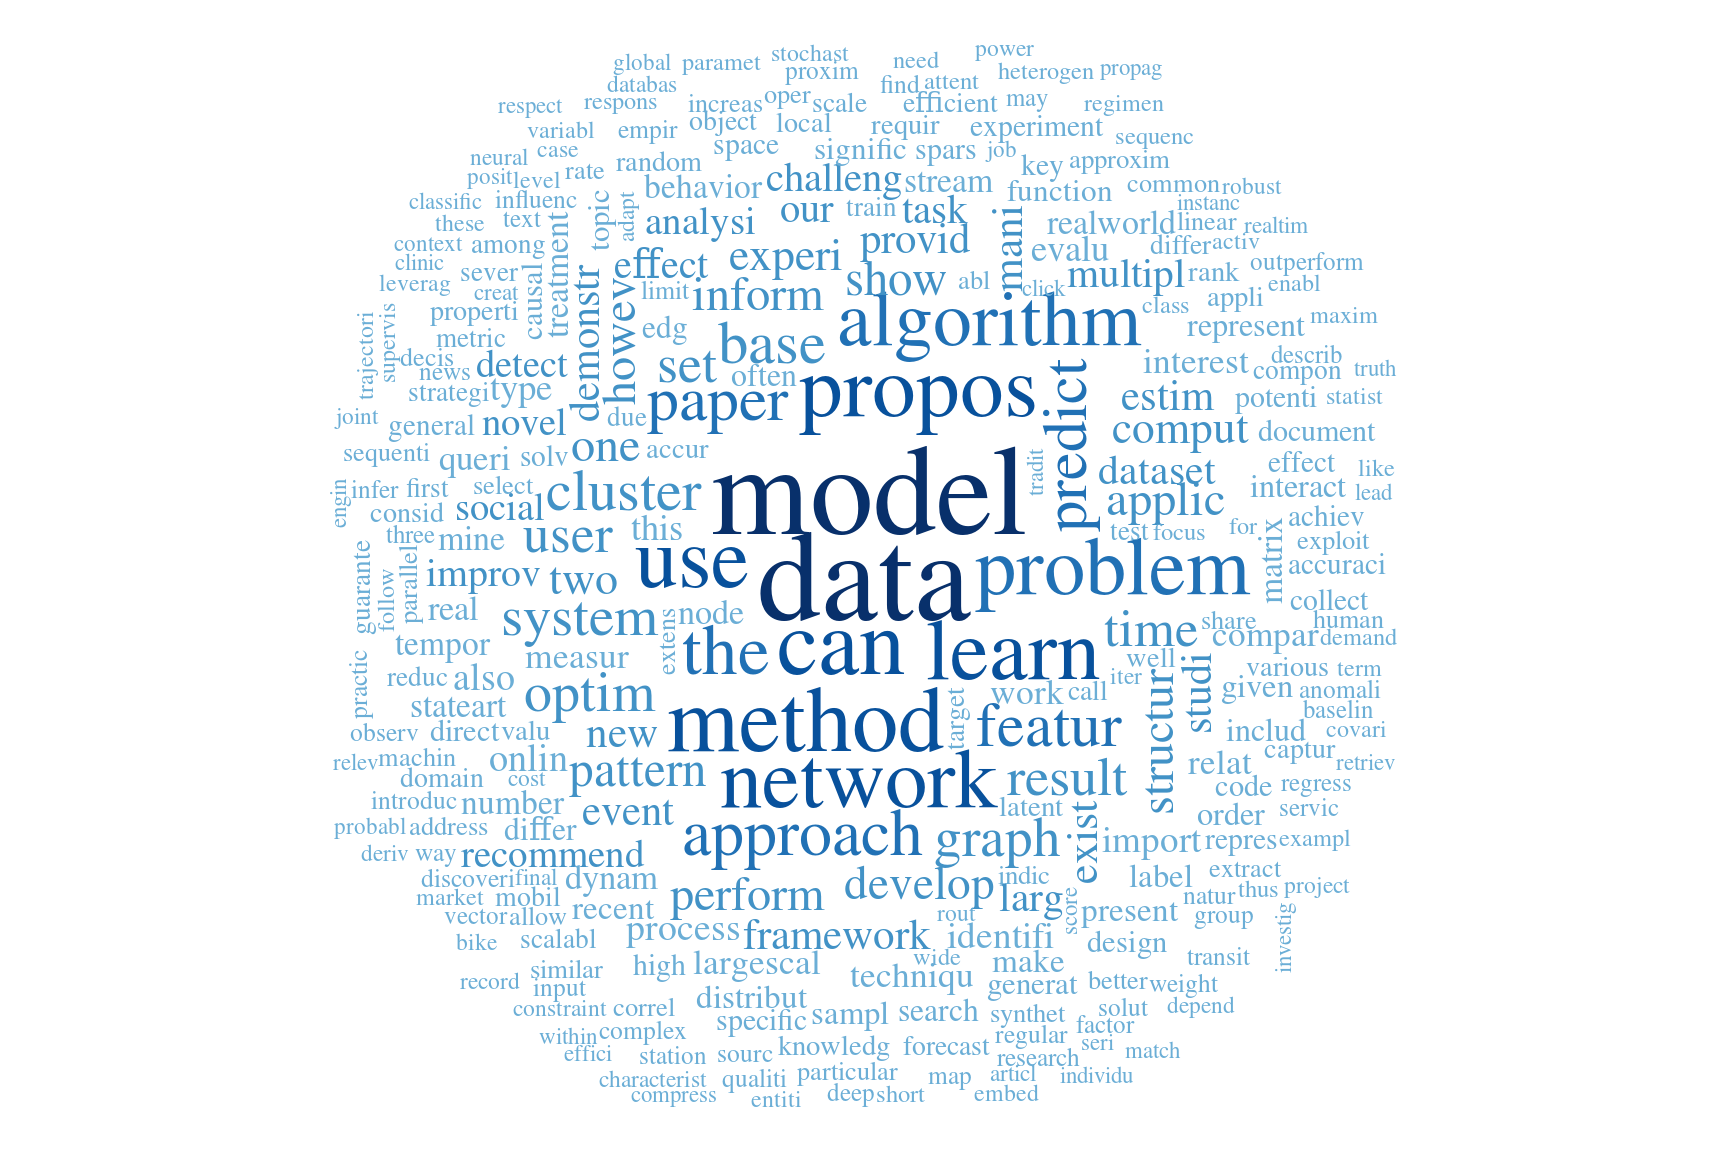 stochast
power
global
paramet
proxim
need
heterogen
propag
databas
find
attent
respect
respons
increas
oper
scale
efficient
may
regimen
variabl
empir
object
local
requir
experiment
sequenc
neural
case
random
space
signific
spars
job
key
approxim
posit
level
rate
behavior
challeng
stream
function
common
robust
classific
influenc
topic
adapt
our
train
task
mani
instanc
these
text
treatment
analysi
provid
realworld
linear
realtim
context
among
experi
evalu
differ
activ
clinic
sever
causal
effect
show
abl
multipl
rank
outperform
leverag
creat
demonstr
howev
limit
inform
click
class
appli
enabl
trajectori
supervis
properti
edg
base
algorithm
represent
maxim
metric
decis
news
detect
set
often
predict
interest
describ
compon
truth
strategi
type
paper
propos
estim
potenti
statist
joint
general
novel
due
one
accur
comput
document
sequenti
queri
solv
tradit
dataset
effect
like
engin
infer
first
select
cluster
model
applic
interact
lead
consid
social
this
test
focus
for
matrix
achiev
three
mine
user
use
data
problem
exploit
accuraci
guarante
follow
parallel
improv
two
collect
real
system
extens
node
the
can
learn
time
share
compar
human
demand
tempor
measur
well
various
term
practic
reduc
also
optim
method
target
work
call
iter
structur
studi
given
anomali
stateart
baselin
observ
direct
valu
new
featur
includ
covari
relev
machin
onlin
pattern
network
result
relat
captur
retriev
domain
cost
code
regress
introduc
number
event
latent
exist
order
servic
probabl
address
differ
approach
graph
import
repres
exampl
deriv
way
recommend
discoveri
final
dynam
perform
develop
indic
larg
label
extract
market
mobil
natur
thus
project
vector
allow
recent
rout
score
present
group
investig
bike
scalabl
process
framework
identifi
design
transit
record
similar
input
high
largescal
wide
techniqu
make
generat
better
weight
constraint
correl
distribut
specific
sampl
search
synthet
solut
depend
within
complex
factor
regular
effici
station
sourc
knowledg
forecast
research
seri
match
characterist
qualiti
particular
map
articl
individu
compress
entiti
deep
short
embed